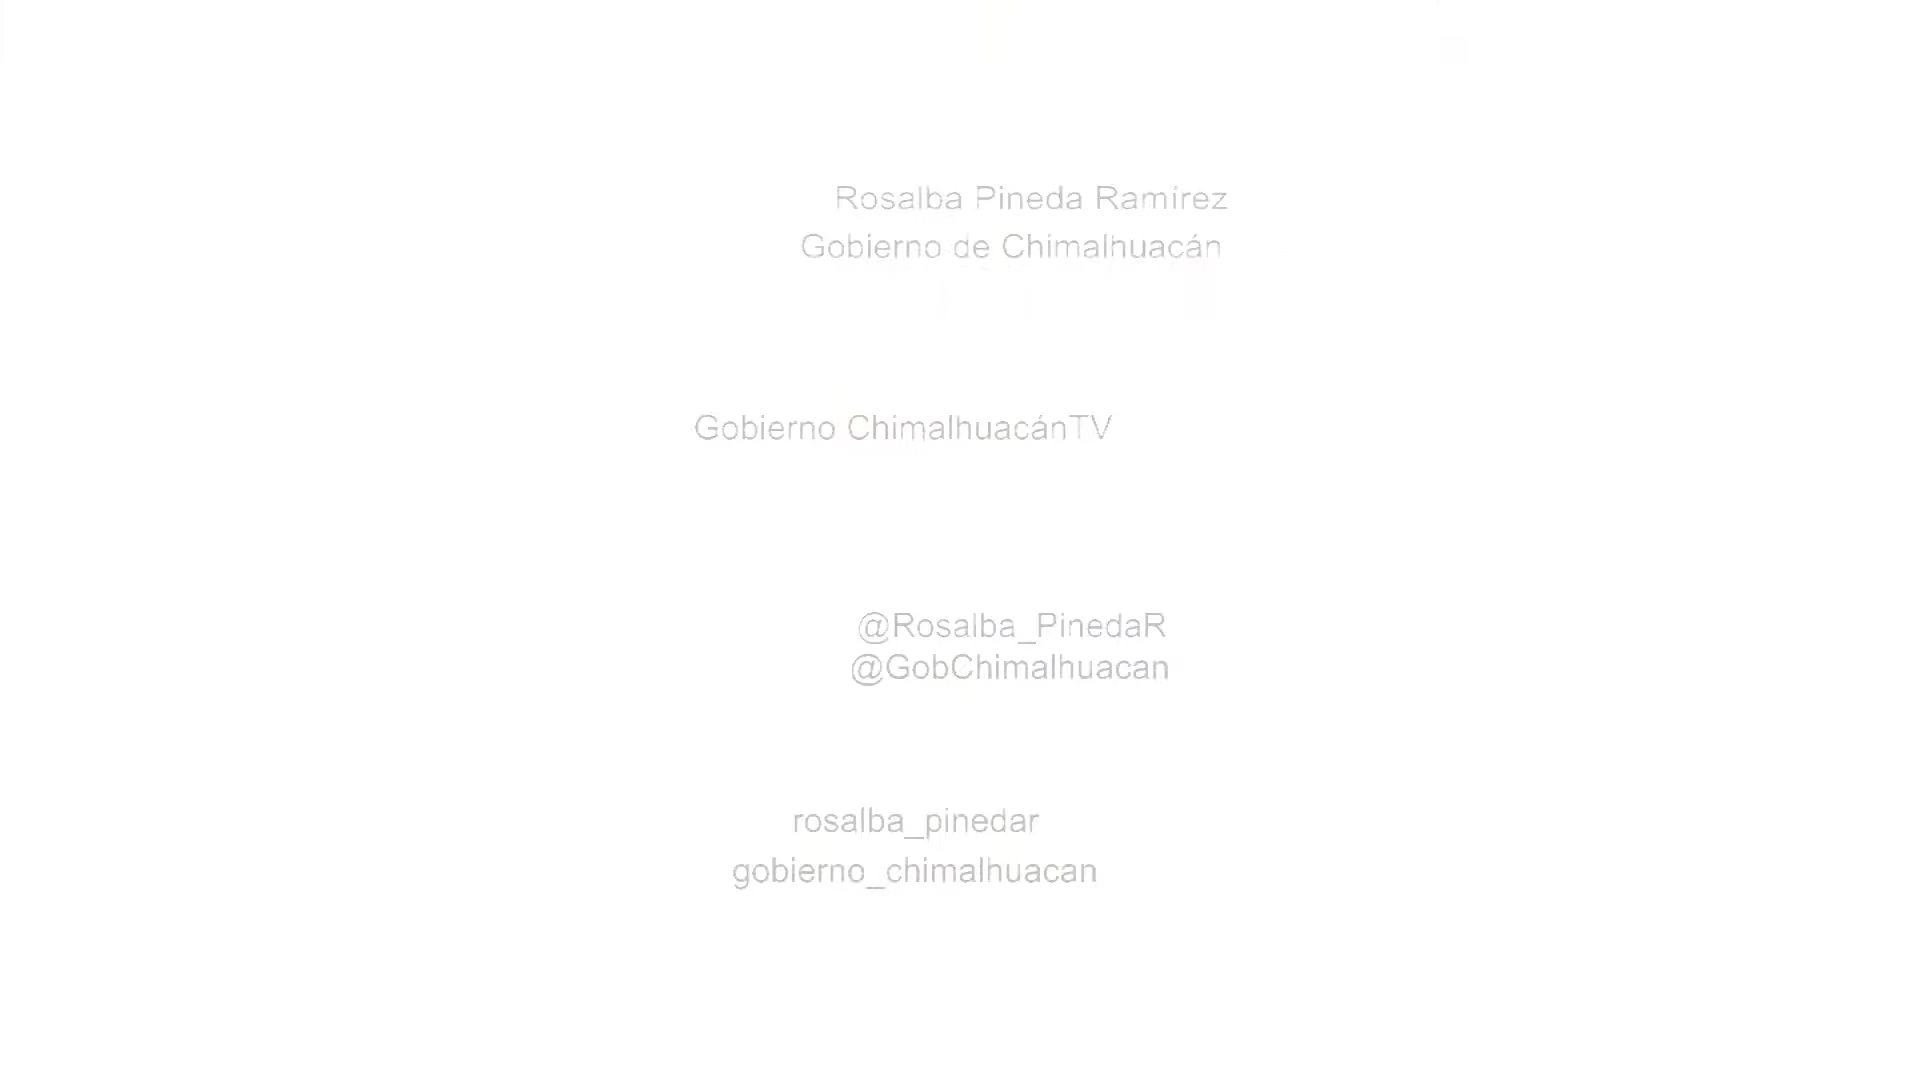 Rosalba Pineda Ramírez
Gobierno de Chimalhuacán
Gobierno ChimalhuacánTV
@Rosalba_PinedaR
@GobChimalhuacan
rosalba_pinedar
gobierno_chimalhuacan